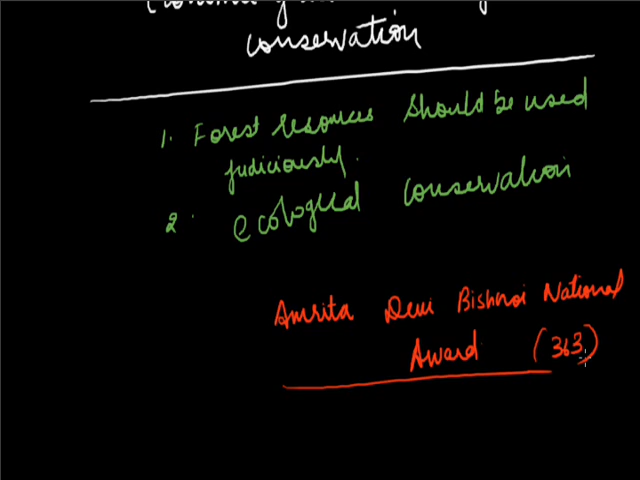 conservation
1. Forest resources should be used
judiciously.
2. ecological conservation
Amrita Devi Bishnoi National
Award (363)